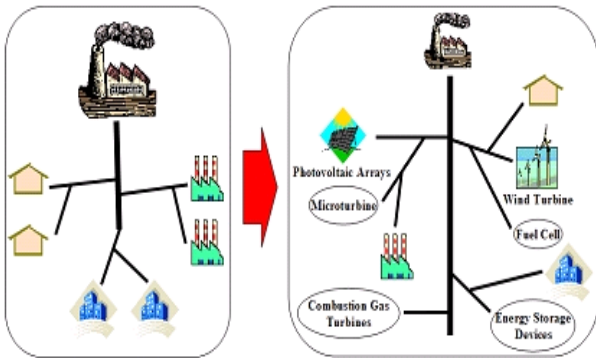 Photovoltaic Arrays
Microturbine
Wind Turbine
Fuel Cell
Combustion Gas
Turbines
Energy Storage
Devices